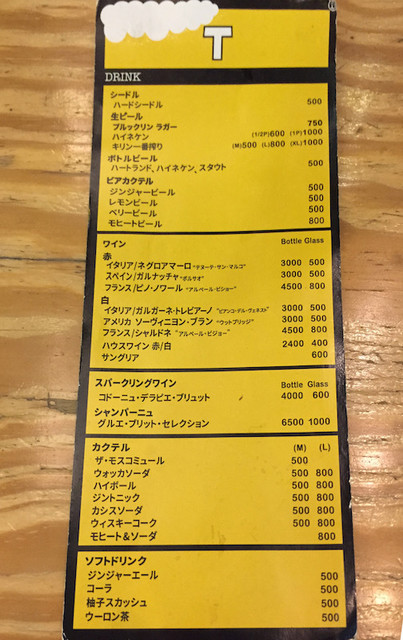 T
DRINK
シードル
ハードシードル 500
生ビール
ブルックリン ラガー 750
ハイネケン (1/2P)600 (1P)1000
キリン一番搾り (M)500 (L)800 (XL)1000
ボトルビール
ハートランド、ハイネケン、スタウト 500
ビアカクテル
ジンジャービール 500
レモンビール 500
ベリービール 500
モヒートビール 800
ワイン Bottle Glass
赤
イタリア/ネグロアマーロ"テヌーテ・サン・マルコ" 3000 500
スペイン/ガルナッチャ"ボルサオ" 3000 500
フランス/ピノ・ノワール "アルベール・ビショー" 4500 800
白
イタリア/ガルガーネ・トレビアーノ "ビアンコ・デル・ヴェネスト" 3000 500
アメリカ ソーヴィニヨン・ブラン "ウッドブリッジ" 3000 500
フランス/シャルドネ "アルベール・ビジョー" 4500 800
ハウスワイン 赤/白 2400 400
サングリア 600
スパークリングワイン Bottle Glass
コドーニュ・デラピエ・ブリュット 4000 600
シャンパーニュ
グルエ・ブリット・セレクション 6500 1000
カクテル (M) (L)
ザ・モスコミュール 500
ウォッカソーダ 500 800
ハイボール 500 800
ジントニック 500 800
カシスソーダ 500 800
ウィスキーコーク 500 800
モヒート&ソーダ 800
ソフトドリンク
ジンジャーエール 500
コーラ 500
柚子スカッシュ 500
ウーロン茶 500